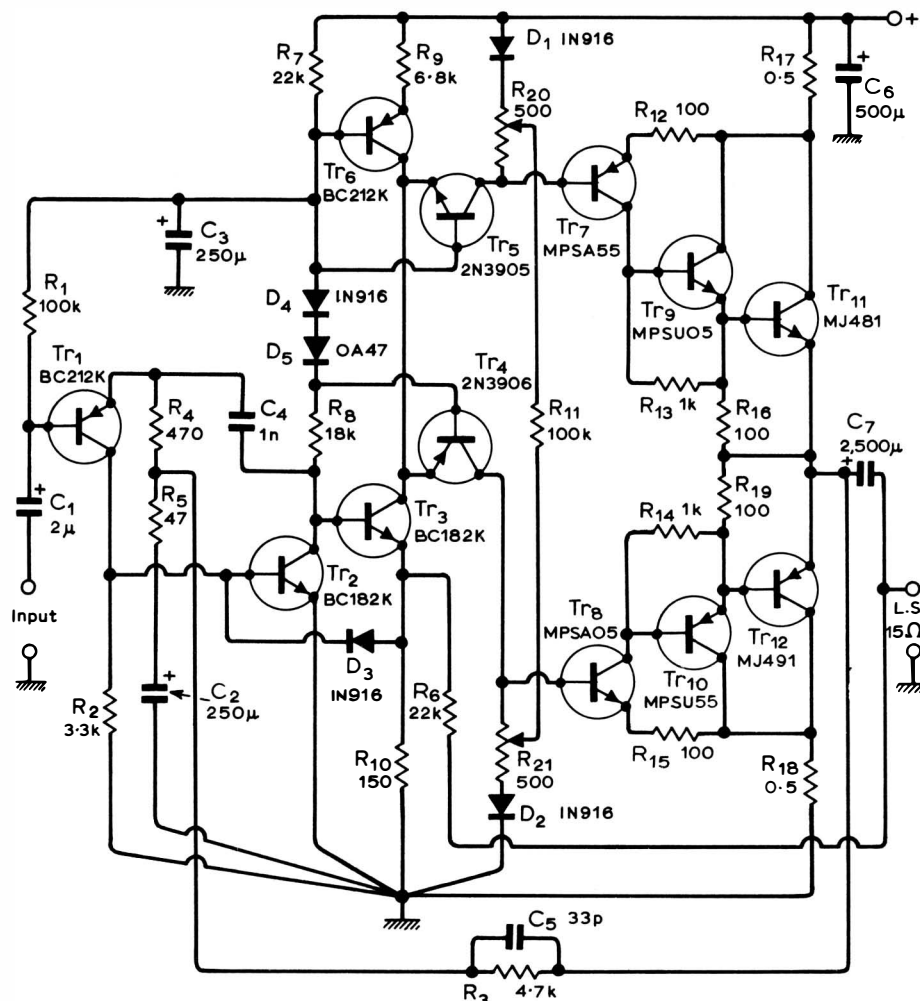 +
R7
22k
R9
6·8k
D1 IN916
R20
500
R17
0.5
+
C6
500µ
R12 100
Tr6
BC212K
Tr7
MPSA55
+
C3
250µ
Tr5
2N3905
R1
100k
D4 IN916
Tr9
MPSU05
Tr11
MJ481
D5 OA47
Tr1
BC212K
Tr4
2N3906
R4
470
C4
1n
R8
18k
R11
100k
R13 1k
R16
100
C7
2,500µ
+
R5
47
+
C1
2µ
Tr3
BC182K
R14 1k
R19
100
Input
Tr2
BC182K
Tr8
MPSA05
L.S
15Ω
Tr12
MJ491
D3
IN916
Tr10
MPSU55
+
C2
250µ
R2
3.3k
R6
22k
R15 100
R10
150
R21
500
R18
0.5
D2 IN916
C5 33p
R3
4·7k